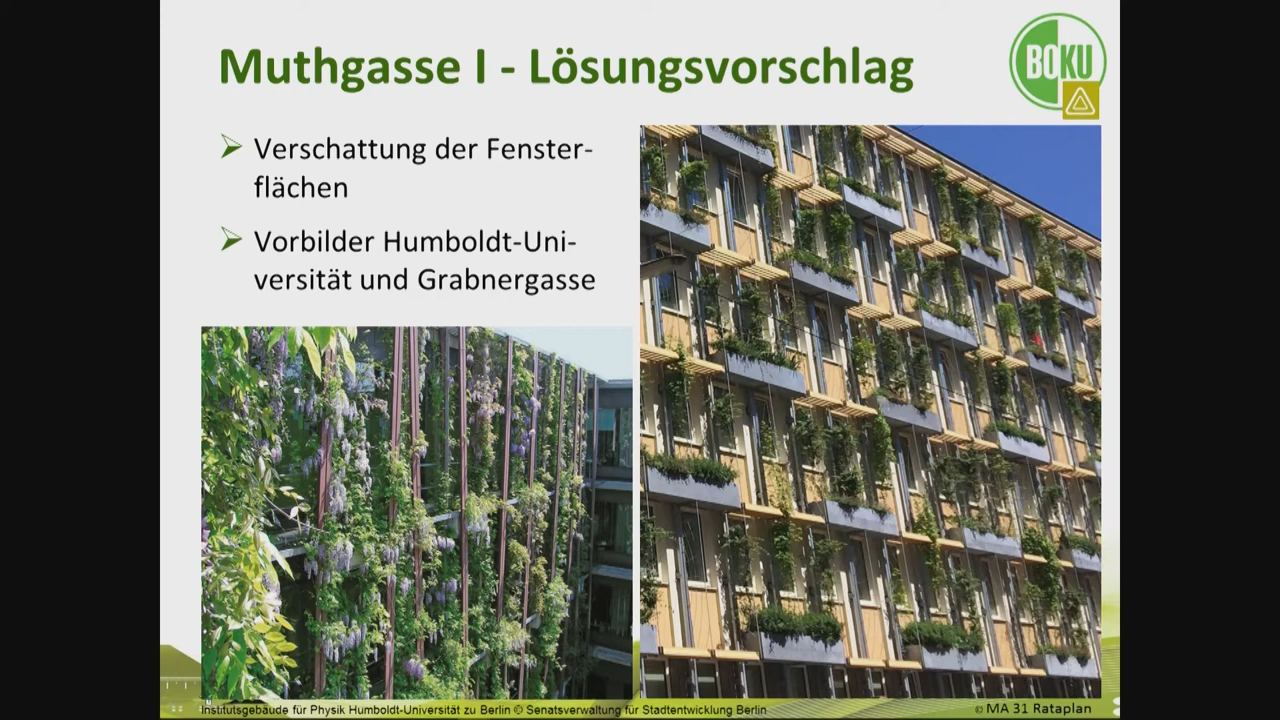 Muthgasse I - Lösungsvorschlag
BOKU
Verschattung der Fenster-
flächen
Vorbilder Humboldt-Uni-
versität und Grabnergasse
Institutsgebäude für Physik Humboldt-Universität zu Berlin © Senatsverwaltung für Stadtentwicklung Berlin
© MA 31 Rataplan